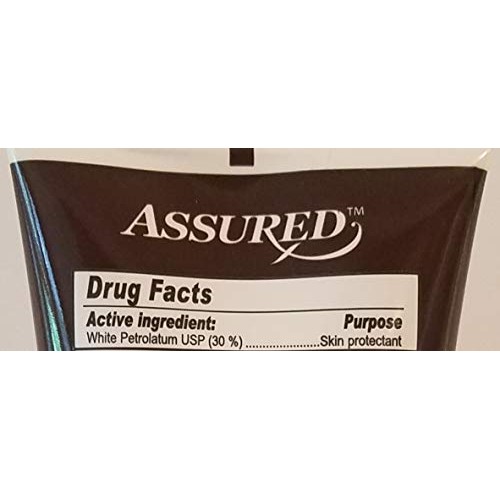 ASSURED™
Drug Facts
Active ingredient: Purpose
White Petrolatum USP (30 %).......................Skin protectant